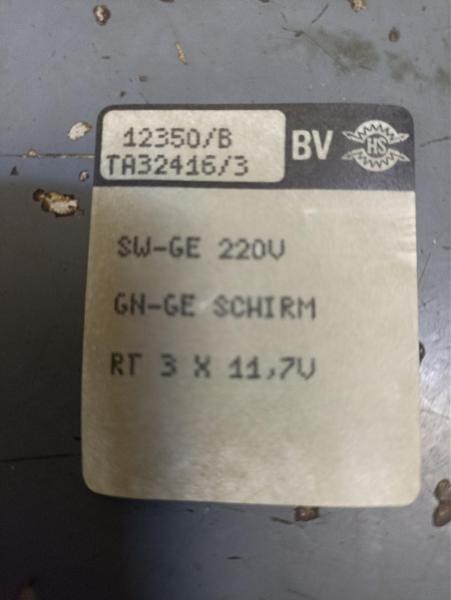 12350/B
TA32416/3
BV HS
SW-GE 220V
GN-GE SCHIRM
RT 3 X 11,7V